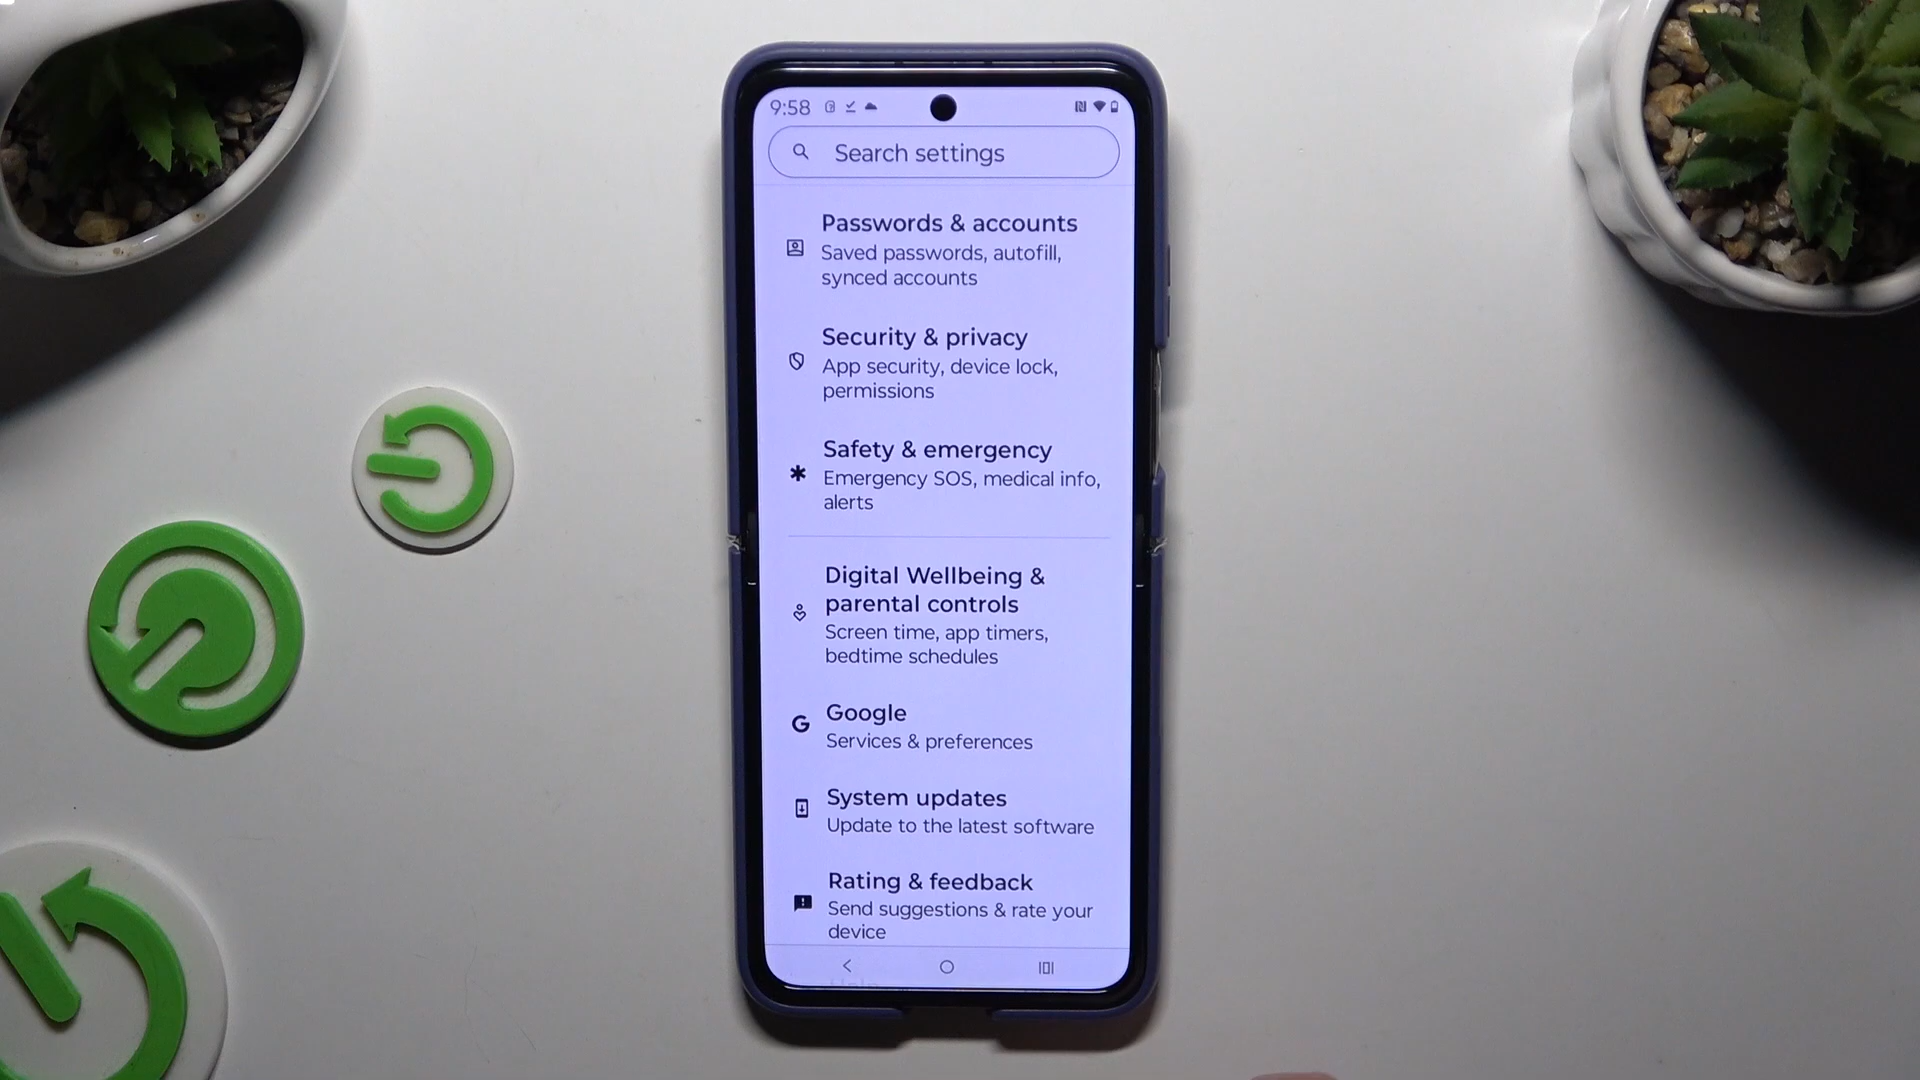 9:58
Search settings
Passwords & accounts
Saved passwords, autofill,
synced accounts
Security & privacy
App security, device lock,
permissions
Safety & emergency
Emergency SOS, medical info,
alerts
Digital Wellbeing &
parental controls
Screen time, app timers,
bedtime schedules
Google
Services & preferences
System updates
Update to the latest software
Rating & feedback
Send suggestions & rate your
device